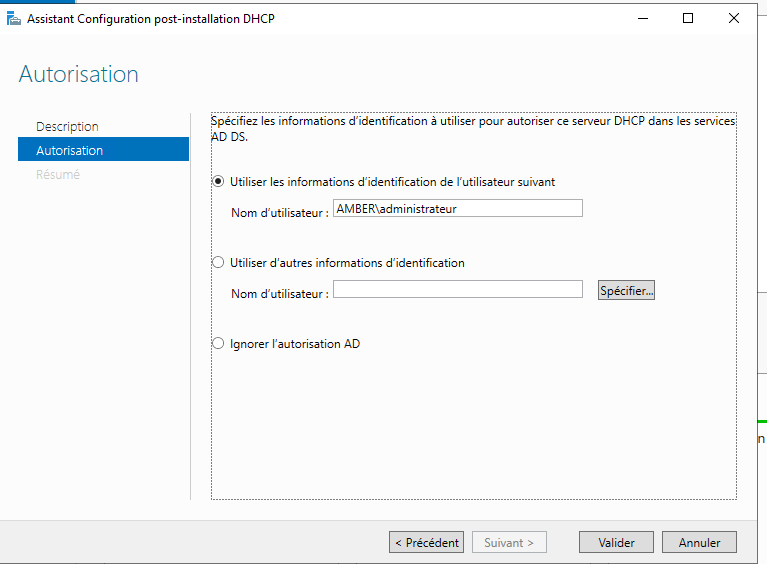 Assistant Configuration post-installation DHCP
Autorisation
Description
Autorisation
Résumé
Spécifiez les informations d’identification à utiliser pour autoriser ce serveur DHCP dans les services
AD DS.
Utiliser les informations d’identification de l’utilisateur suivant
Nom d’utilisateur : AMBER\administrateur
Utiliser d’autres informations d’identification
Nom d’utilisateur : Spécifier...
Ignorer l’autorisation AD
n
< Précédent Suivant > Valider Annuler